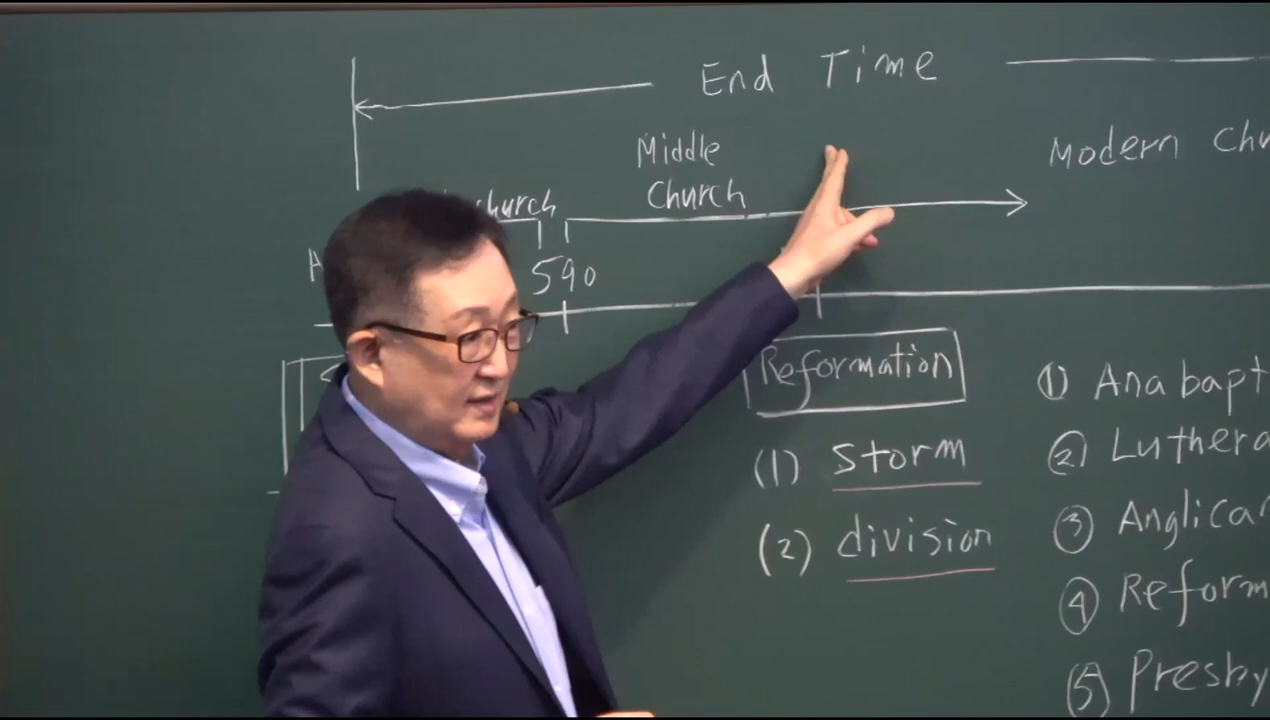 End Time
Middle
Church
Modern
church
590
Reformation
(1) storm
(2) division
① Anabapt
② Luthera
③ Anglican
④ Reform
(5) Presby